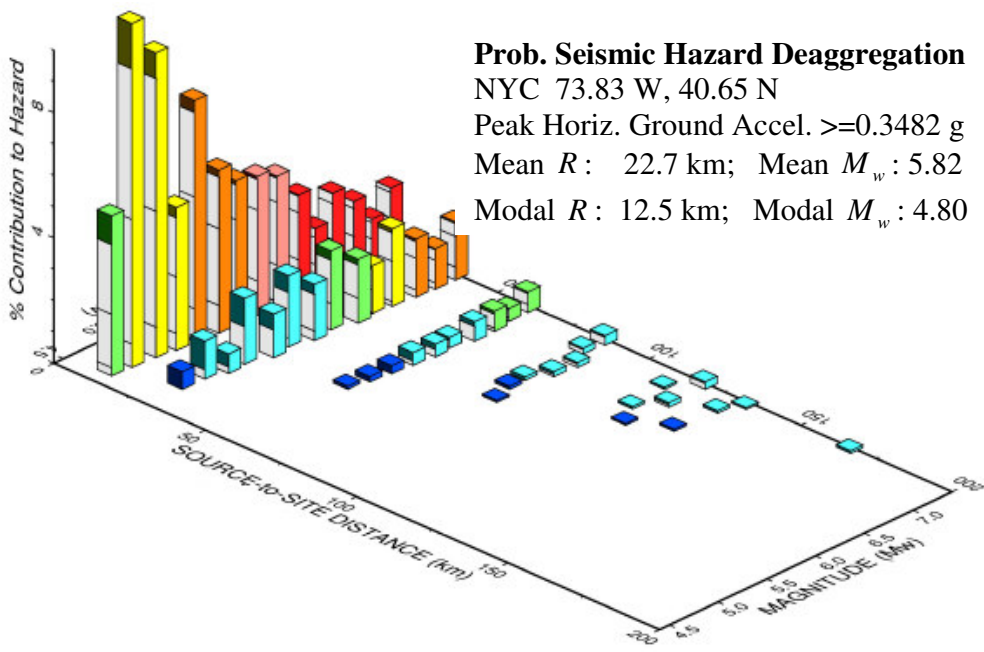 Prob. Seismic Hazard Deaggregation
NYC 73.83 W, 40.65 N
Peak Horiz. Ground Accel. >=0.3482 g
Mean R : 22.7 km; Mean M_w : 5.82
Modal R : 12.5 km; Modal M_w : 4.80
% Contribution to Hazard
8
4
0
50
100
150
200
SOURCE-to-SITE DISTANCE (km)
100
150
4.5
5.0
5.5
6.0
6.5
7.0
MAGNITUDE (Mw)